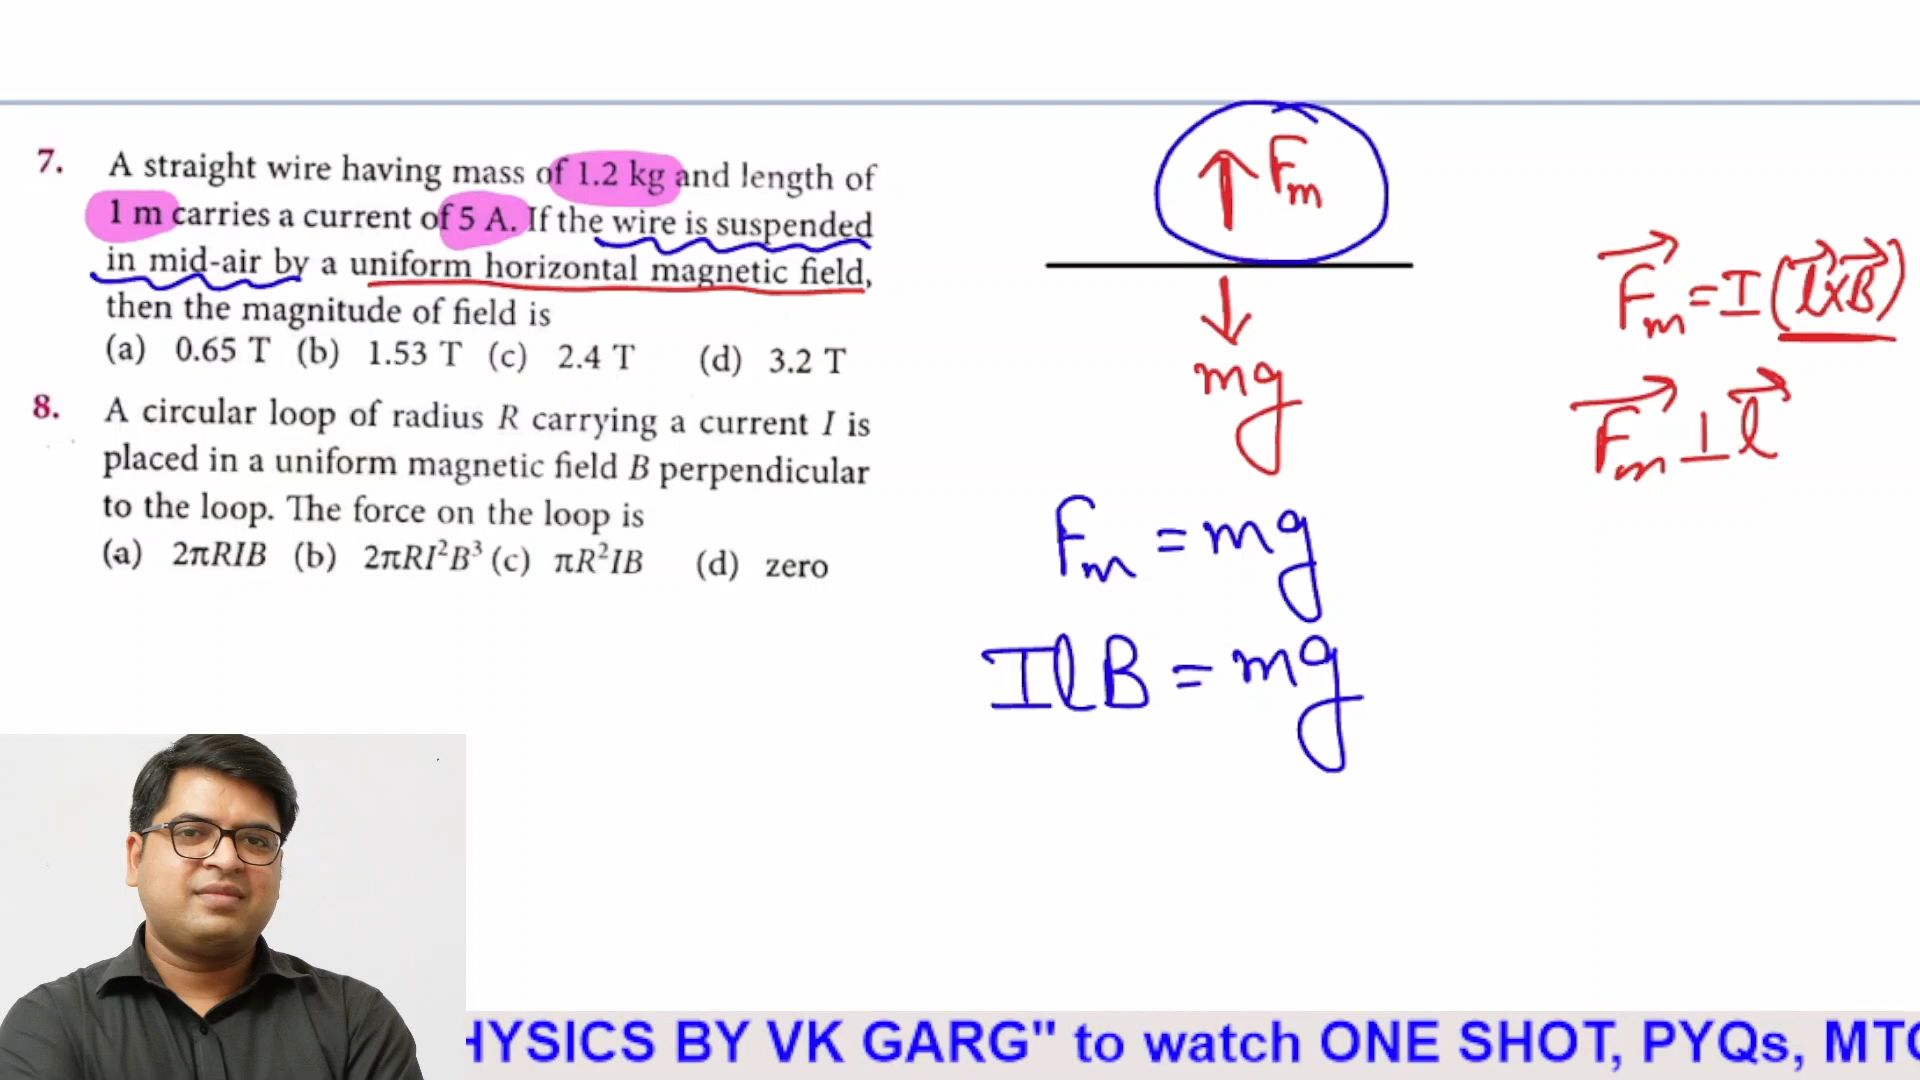 7. A straight wire having mass of 1.2 kg and length of
1 m carries a current of 5 A. If the wire is suspended
in mid-air by a uniform horizontal magnetic field,
then the magnitude of field is
(a) 0.65 T (b) 1.53 T (c) 2.4 T (d) 3.2 T
8. A circular loop of radius R carrying a current I is
placed in a uniform magnetic field B perpendicular
to the loop. The force on the loop is
(a) 2πRIB (b) 2πRI²B³ (c) πR²IB (d) zero
Fm
mg
Fm = mg
IlB = mg
F⃗m = I (l⃗×B⃗)
F⃗m ⊥ l⃗
HYSICS BY VK GARG" to watch ONE SHOT, PYQs, MTC